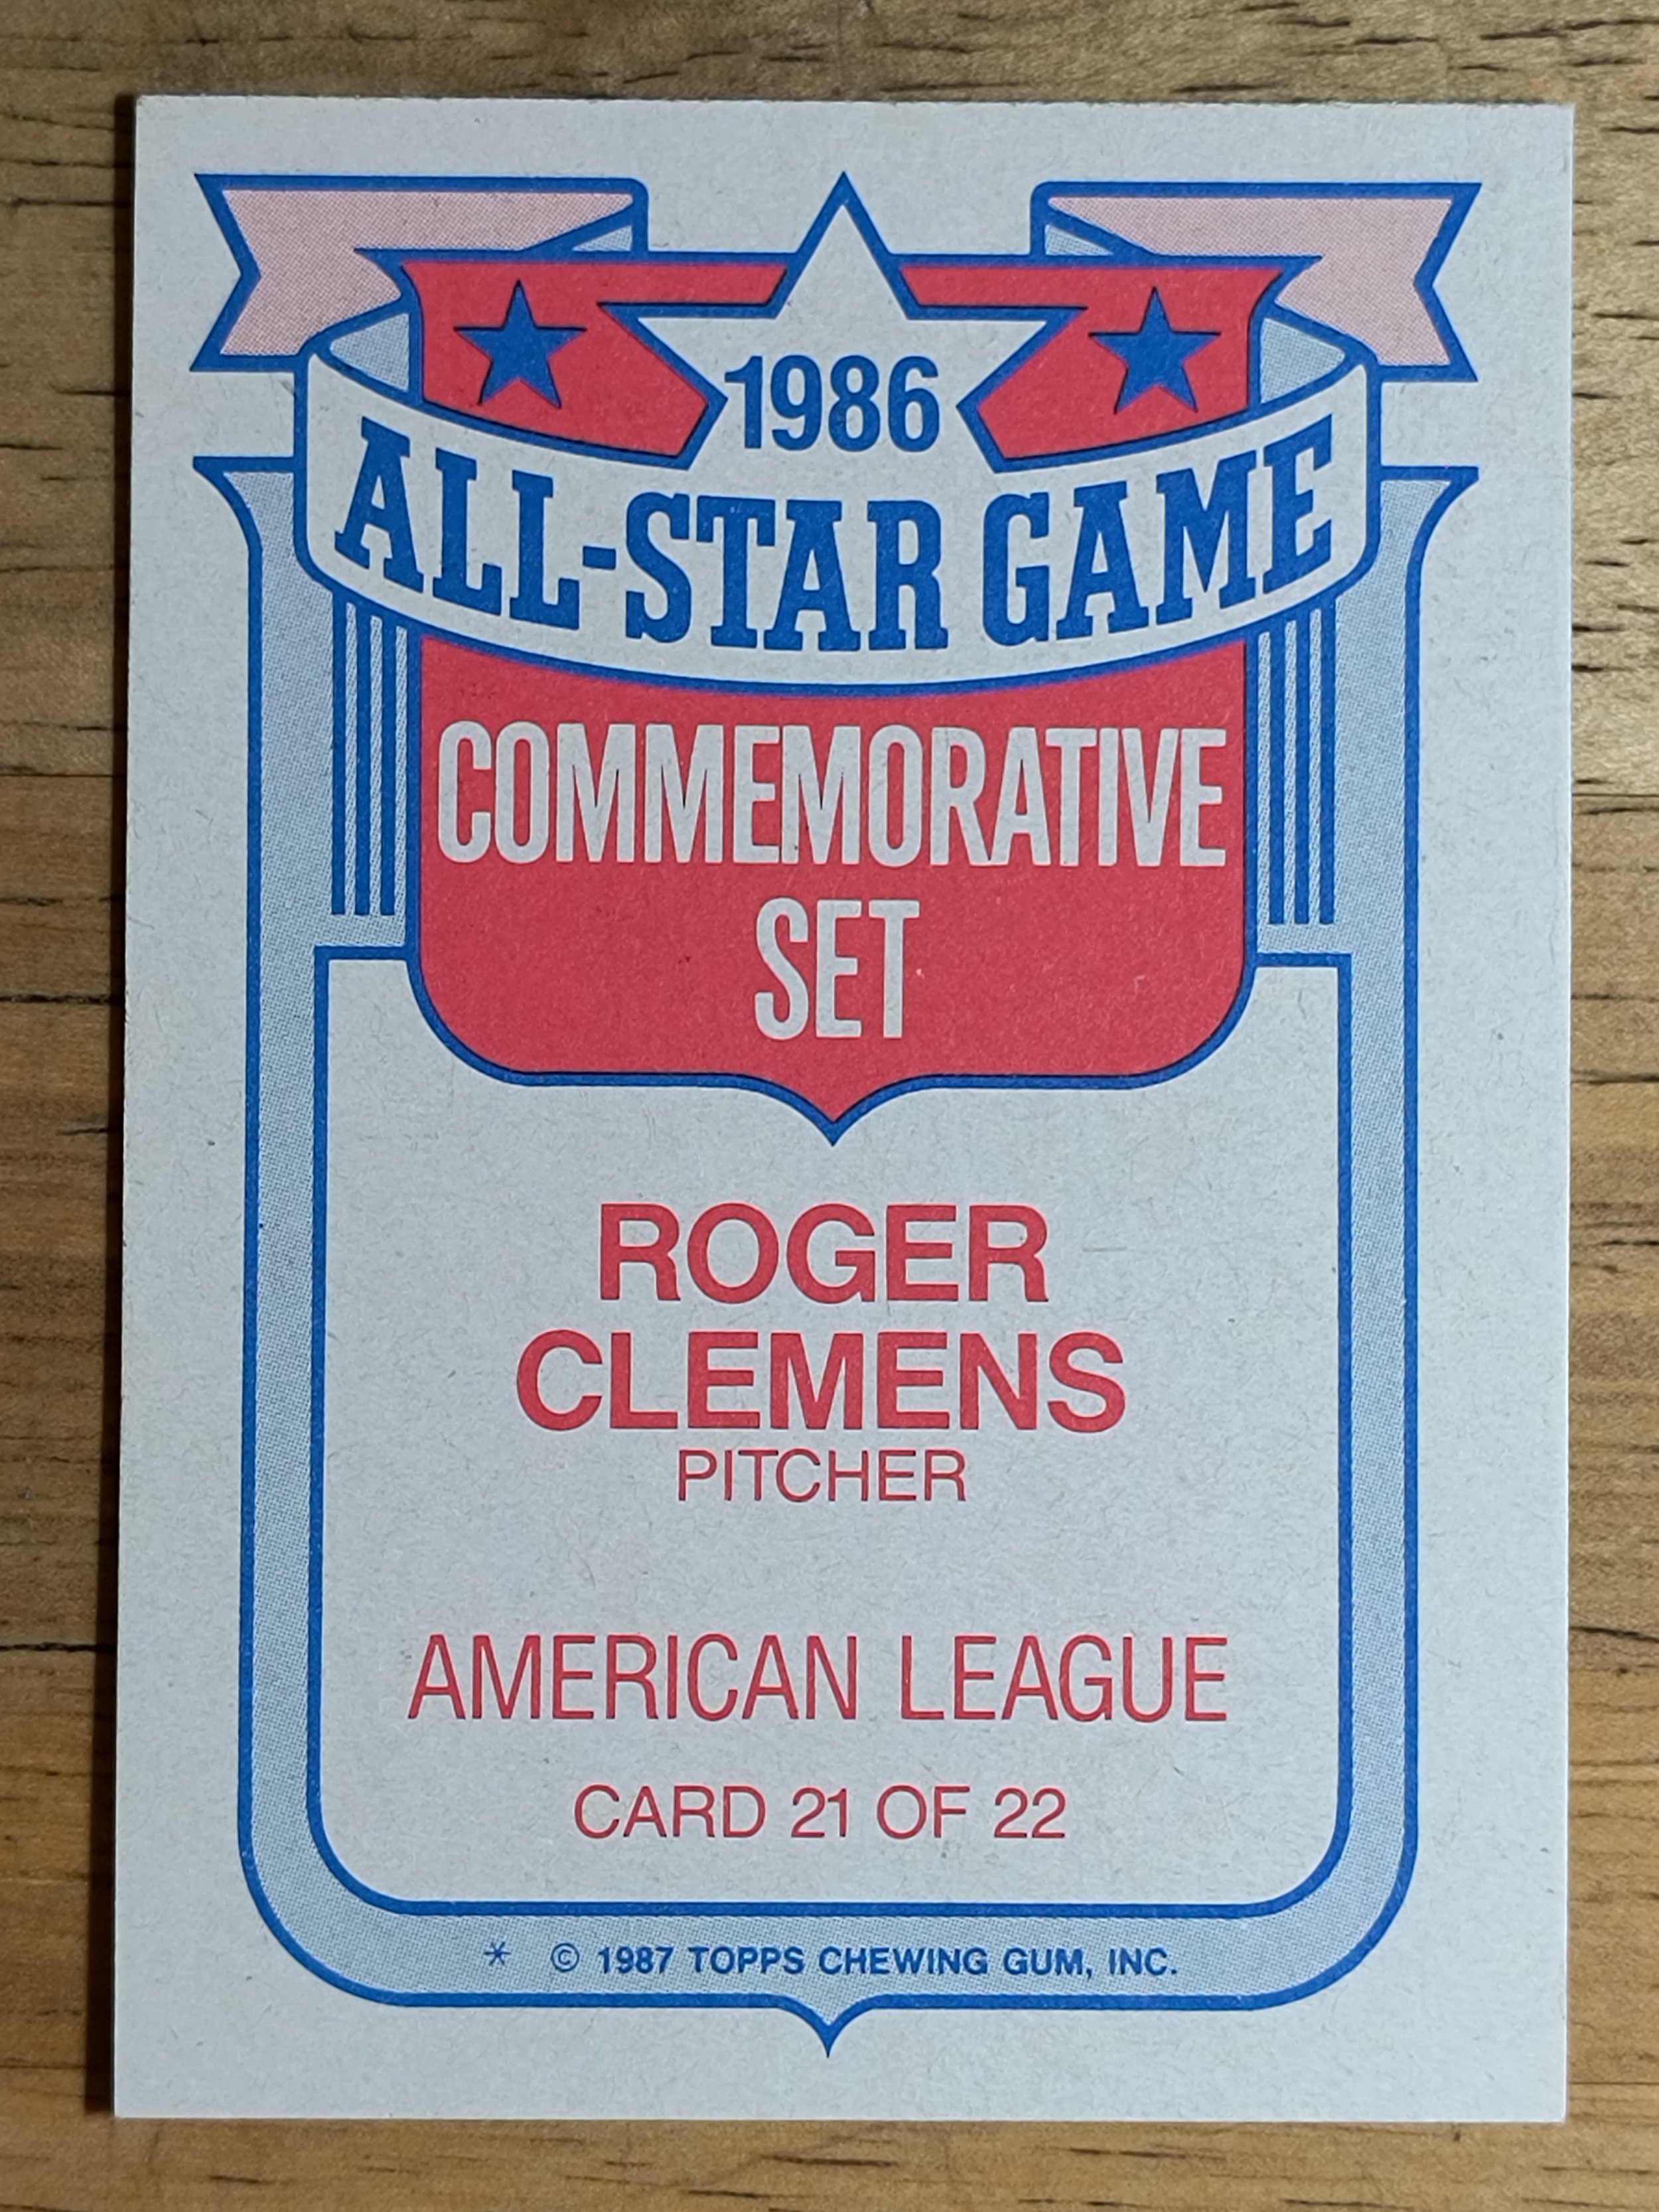 1986
ALL-STAR GAME
COMMEMORATIVE
SET
ROGER
CLEMENS
PITCHER
AMERICAN LEAGUE
CARD 21 OF 22
* © 1987 TOPPS CHEWING GUM, INC.